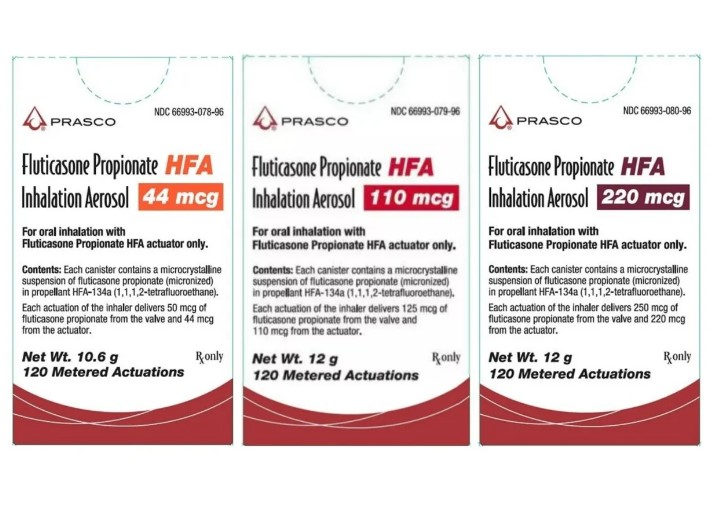 PRASCO
NDC 66993-078-96
Fluticasone Propionate HFA
Inhalation Aerosol 44 mcg
For oral inhalation with
Fluticasone Propionate HFA actuator only.
Contents: Each canister contains a microcrystalline
suspension of fluticasone propionate (micronized)
in propellant HFA-134a (1,1,1,2-tetrafluoroethane).
Each actuation of the inhaler delivers 50 mcg of
fluticasone propionate from the valve and 44 mcg
from the actuator.
Net Wt. 10.6 g
℞ only
120 Metered Actuations
PRASCO
NDC 66993-079-96
Fluticasone Propionate HFA
Inhalation Aerosol 110 mcg
For oral inhalation with
Fluticasone Propionate HFA actuator only.
Contents: Each canister contains a microcrystalline
suspension of fluticasone propionate (micronized)
in propellant HFA-134a (1,1,1,2-tetrafluoroethane).
Each actuation of the inhaler delivers 125 mcg of
fluticasone propionate from the valve and
110 mcg from the actuator.
Net Wt. 12 g
℞ only
120 Metered Actuations
PRASCO
NDC 66993-080-96
Fluticasone Propionate HFA
Inhalation Aerosol 220 mcg
For oral inhalation with
Fluticasone Propionate HFA actuator only.
Contents: Each canister contains a microcrystalline
suspension of fluticasone propionate (micronized)
in propellant HFA-134a (1,1,1,2-tetrafluoroethane).
Each actuation of the inhaler delivers 250 mcg of
fluticasone propionate from the valve and 220 mcg
from the actuator.
Net Wt. 12 g
℞ only
120 Metered Actuations